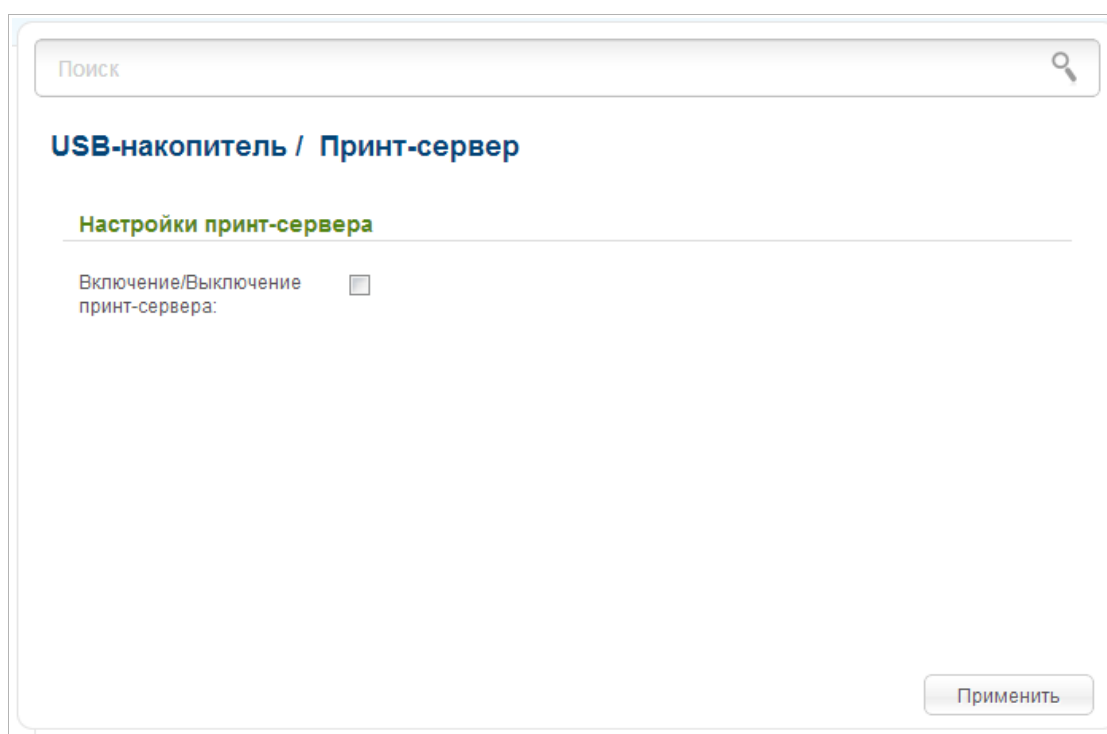 Поиск
USB-накопитель / Принт-сервер
Настройки принт-сервера
Включение/Выключение
принт-сервера:
Применить